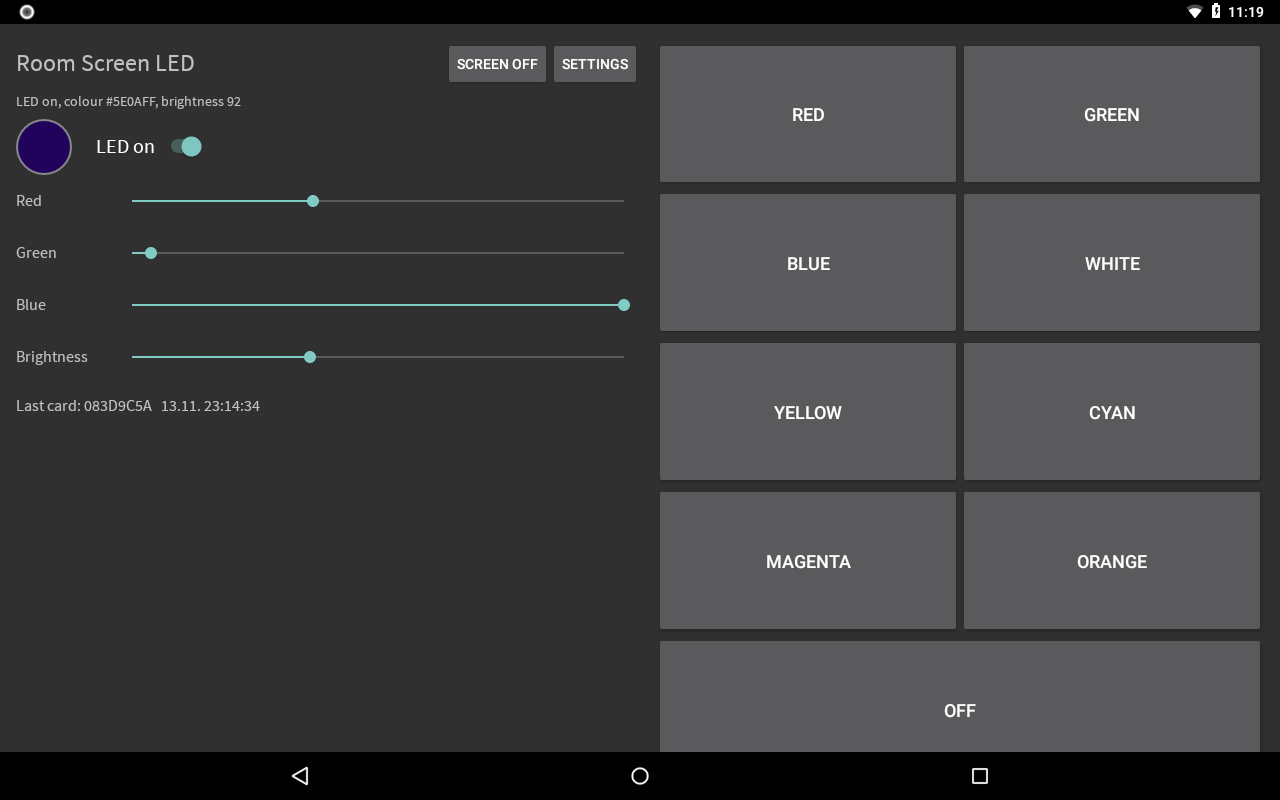 11:19
Room Screen LED
SCREEN OFF
SETTINGS
LED on, colour #5E0AFF, brightness 92
LED on
Red
Green
Blue
Brightness
Last card: 083D9C5A 13.11. 23:14:34
RED
GREEN
BLUE
WHITE
YELLOW
CYAN
MAGENTA
ORANGE
OFF